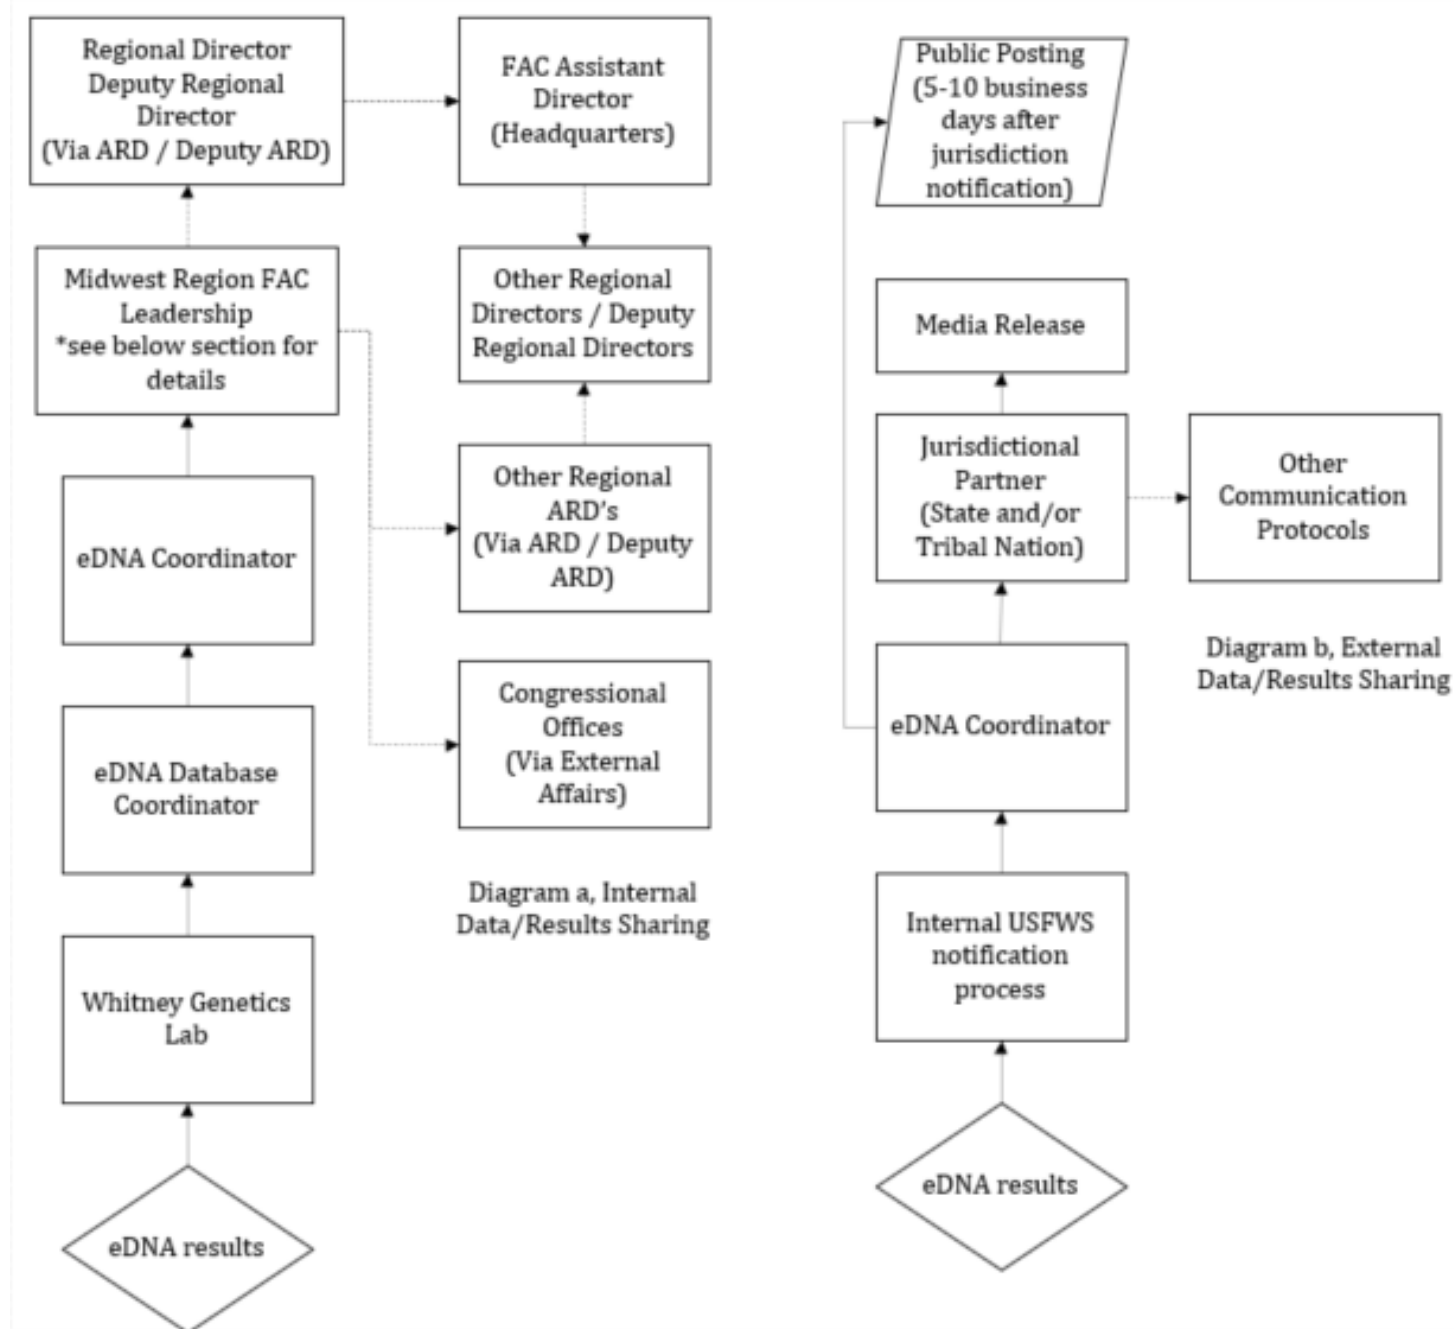 Regional Director
Deputy Regional
Director
(Via ARD / Deputy ARD)
FAC Assistant
Director
(Headquarters)
Midwest Region FAC
Leadership
*see below section for
details
Other Regional
Directors / Deputy
Regional Directors
eDNA Coordinator
Other Regional
ARD's
(Via ARD / Deputy
ARD)
eDNA Database
Coordinator
Congressional
Offices
(Via External
Affairs)
Whitney Genetics
Lab
eDNA results
Diagram a, Internal
Data/Results Sharing
Public Posting
(5-10 business
days after
jurisdiction
notification)
Media Release
Jurisdictional
Partner
(State and/or
Tribal Nation)
Other
Communication
Protocols
eDNA Coordinator
Internal USFWS
notification
process
eDNA results
Diagram b, External
Data/Results Sharing